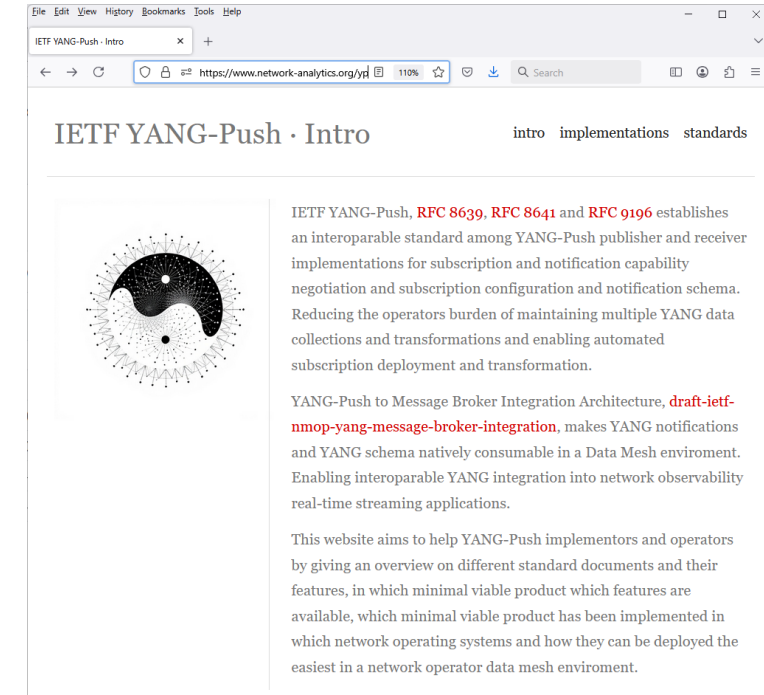 File Edit View History Bookmarks Tools Help
IETF YANG-Push · Intro
https://www.network-analytics.org/yp
110%
Search
IETF YANG-Push · Intro
intro implementations standards
IETF YANG-Push, RFC 8639, RFC 8641 and RFC 9196 establishes
an interoparable standard among YANG-Push publisher and receiver
implementations for subscription and notification capability
negotiation and subscription configuration and notification schema.
Reducing the operators burden of maintaining multiple YANG data
collections and transformations and enabling automated
subscription deployment and transformation.
YANG-Push to Message Broker Integration Architecture, draft-ietf-
nmop-yang-message-broker-integration, makes YANG notifications
and YANG schema natively consumable in a Data Mesh enviroment.
Enabling interoparable YANG integration into network observability
real-time streaming applications.
This website aims to help YANG-Push implementors and operators
by giving an overview on different standard documents and their
features, in which minimal viable product which features are
available, which minimal viable product has been implemented in
which network operating systems and how they can be deployed the
easiest in a network operator data mesh enviroment.